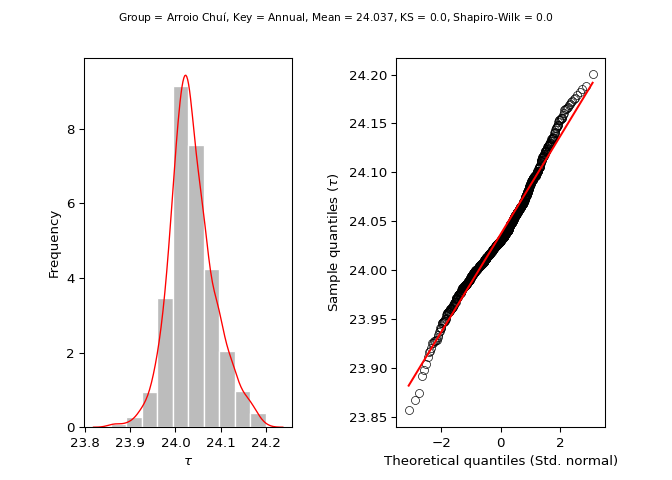 Group = Arroio Chuí, Key = Annual, Mean = 24.037, KS = 0.0, Shapiro-Wilk = 0.0
Frequency
8
6
4
2
0
23.8 23.9 24.0 24.1 24.2
τ
Sample quantiles (τ)
24.20
24.15
24.10
24.05
24.00
23.95
23.90
23.85
−2 0 2
Theoretical quantiles (Std. normal)